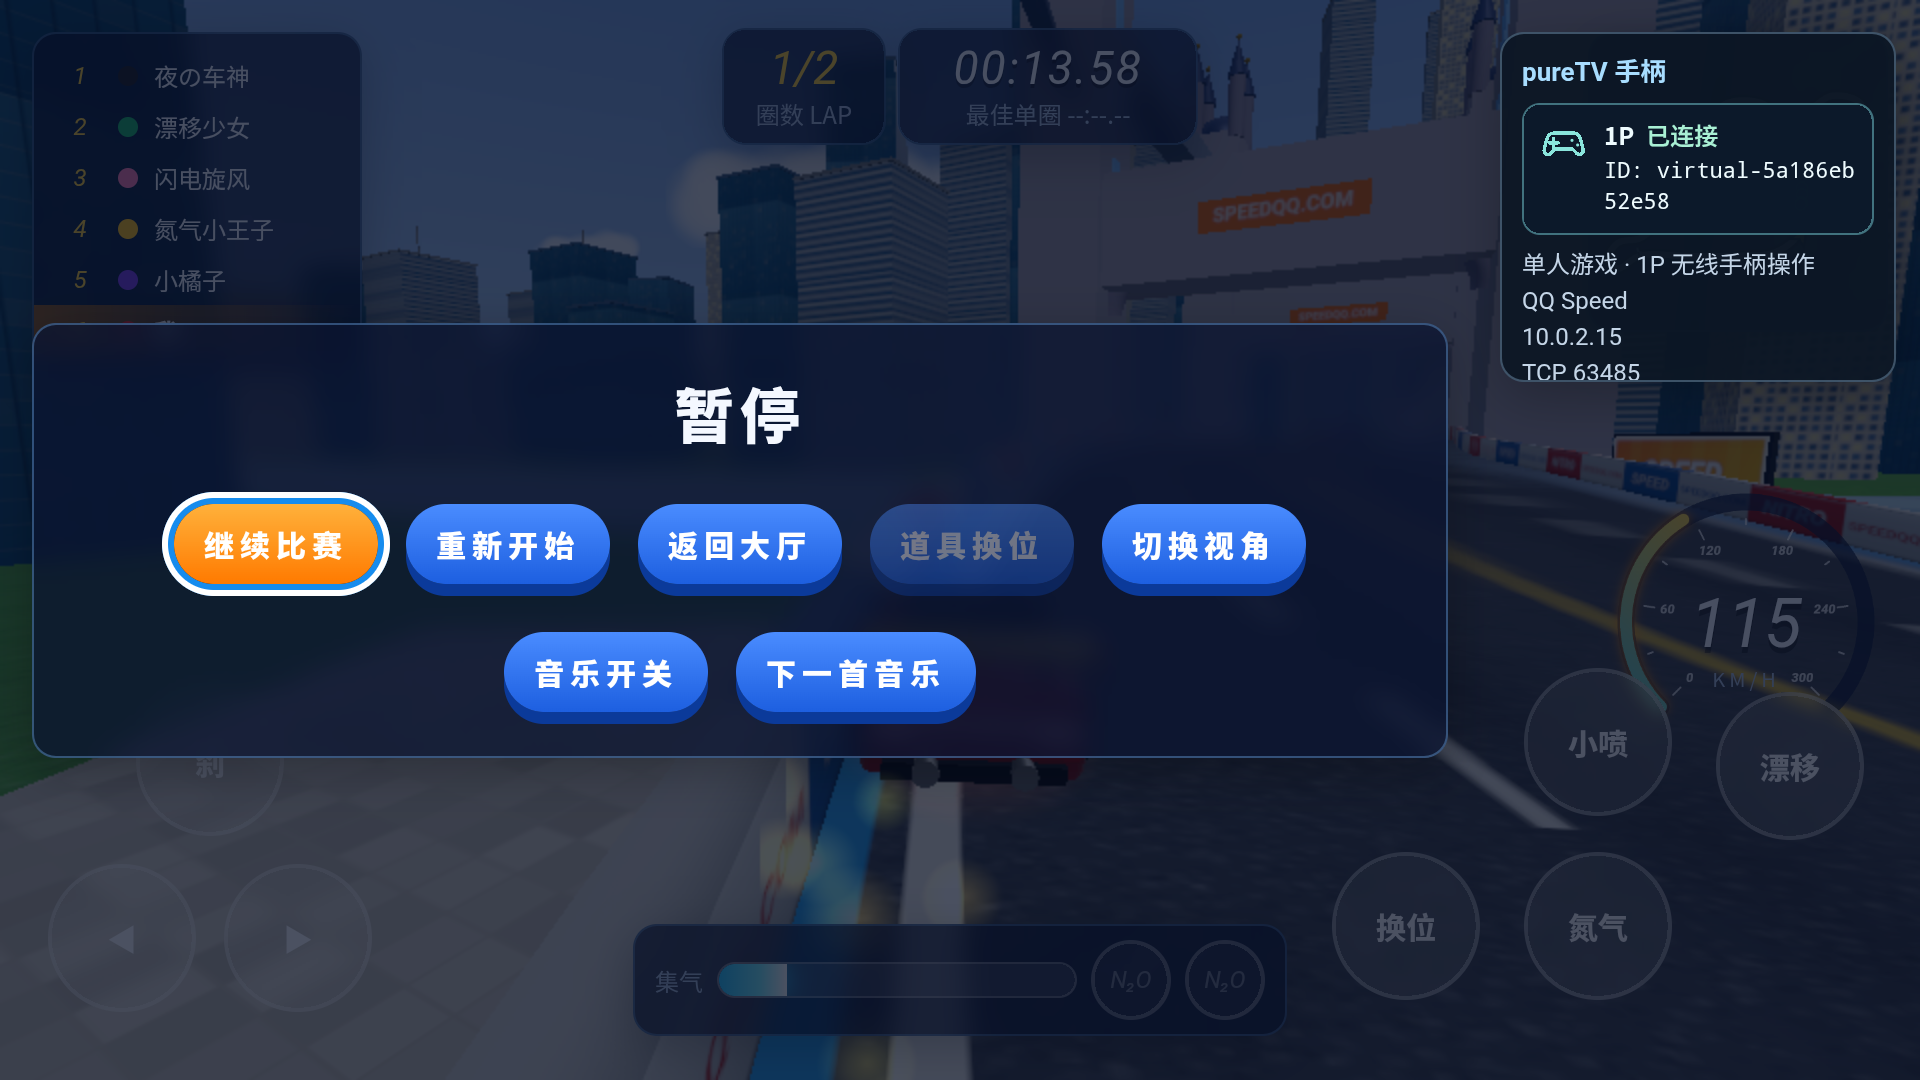 1 夜の车神
2 漂移少女
3 闪电旋风
4 氮气小王子
5 小橘子
1/2
圈数 LAP
00:13.58
最佳单圈 --:--.--
SPEEDQQ.COM
SPEEDQQ.COM
pureTV 手柄
1P 已连接
ID: virtual-5a186eb
52e58
单人游戏 · 1P 无线手柄操作
QQ Speed
10.0.2.15
TCP 63485
暂停
继续比赛
重新开始
返回大厅
道具换位
切换视角
音乐开关
下一首音乐
SPEED
SPEED
NITRO
SPEEDQQ
120
180
60
115
240
0
KM/H
300
刹
小喷
漂移
◀
▶
换位
氮气
集气
N₂O
N₂O